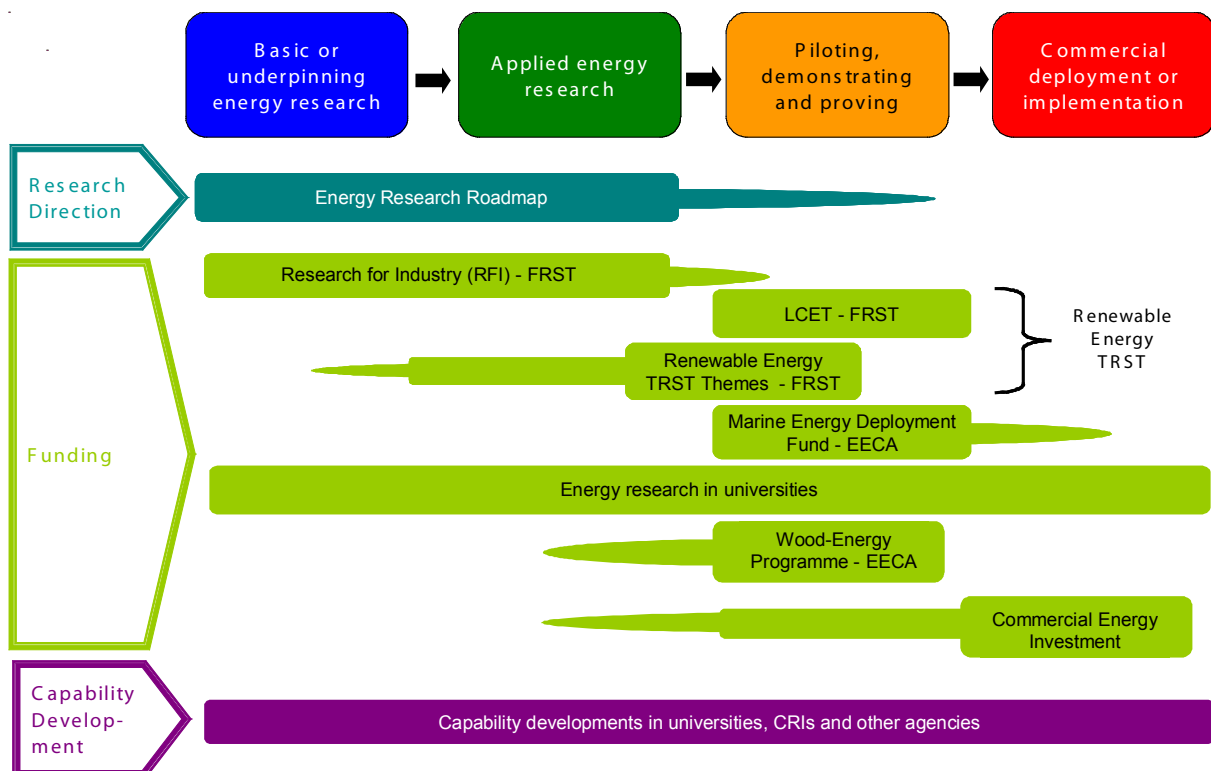 Basic or
underpinning
energy research
Applied energy
research
Piloting,
demonstrating
and proving
Commercial
deployment or
implementation
Research
Direction
Energy Research Roadmap
Funding
Research for Industry (RFI) - FRST
LCET - FRST
Renewable Energy
TRST Themes - FRST
Renewable
Energy
TRST
Marine Energy Deployment
Fund - EECA
Energy research in universities
Wood-Energy
Programme - EECA
Commercial Energy
Investment
Capability
Develop-
ment
Capability developments in universities, CRIs and other agencies